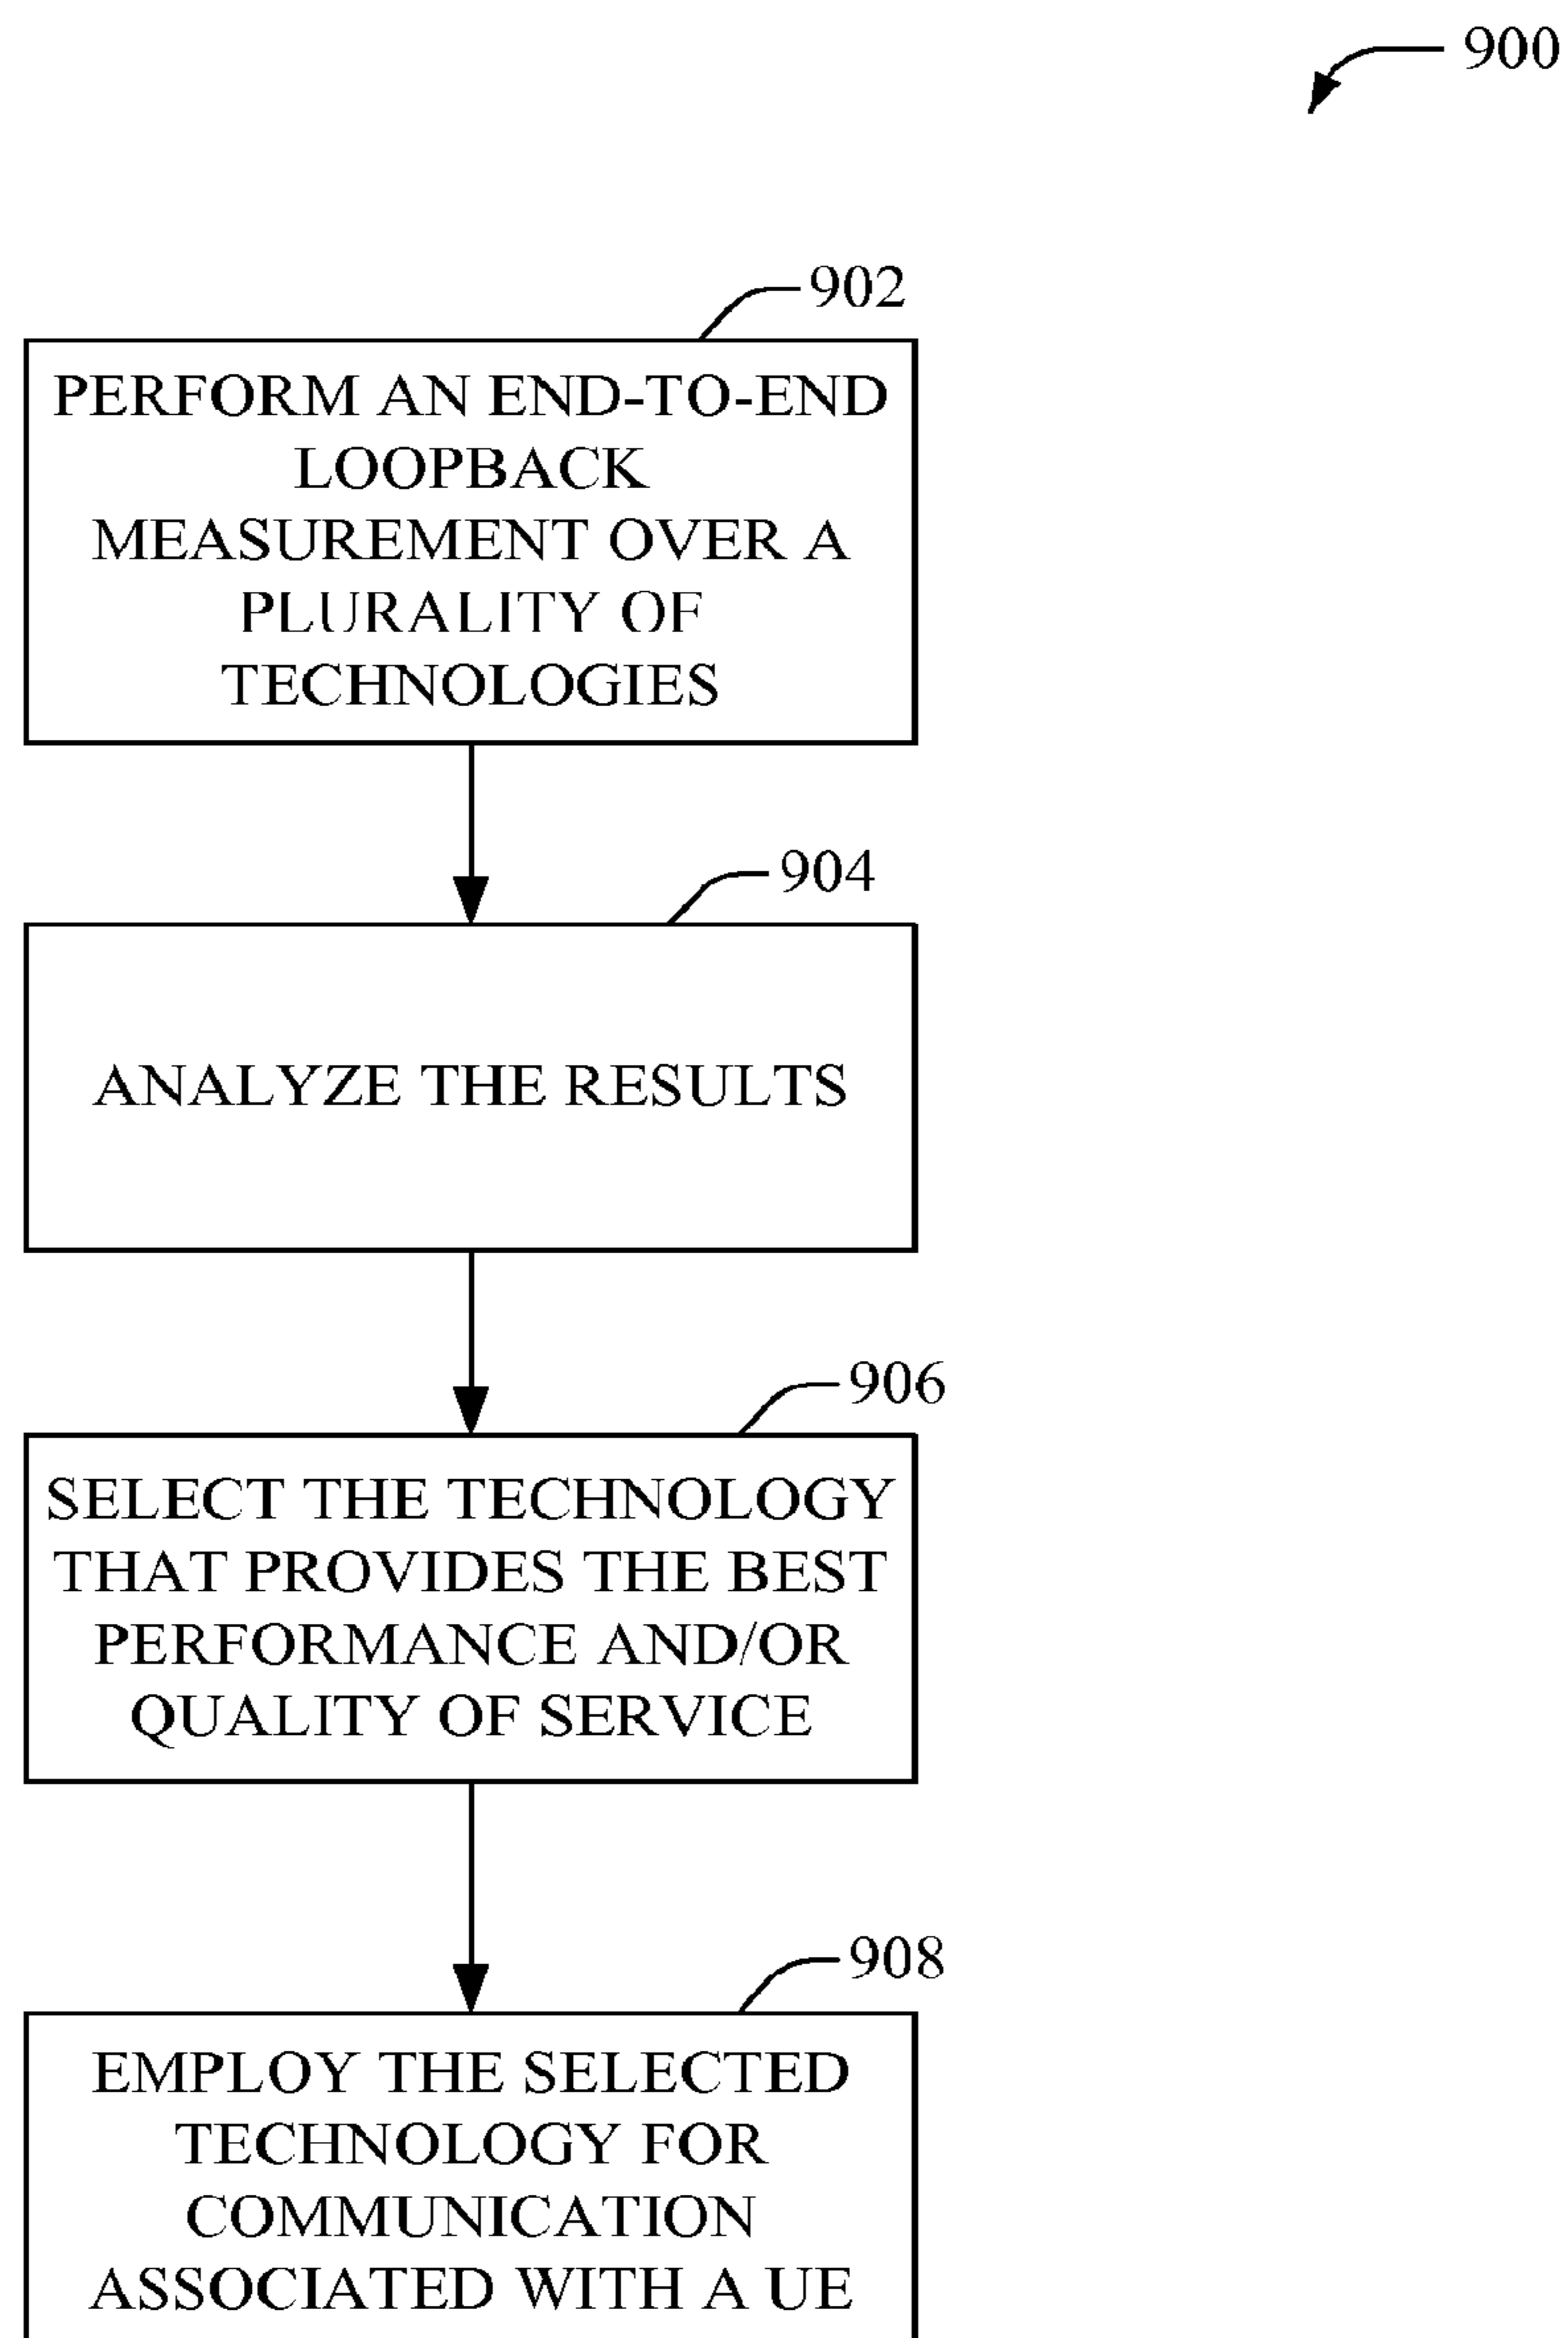 900
902
PERFORM AN END-TO-END
LOOPBACK
MEASUREMENT OVER A
PLURALITY OF
TECHNOLOGIES
904
ANALYZE THE RESULTS
906
SELECT THE TECHNOLOGY
THAT PROVIDES THE BEST
PERFORMANCE AND/OR
QUALITY OF SERVICE
908
EMPLOY THE SELECTED
TECHNOLOGY FOR
COMMUNICATION
ASSOCIATED WITH A UE